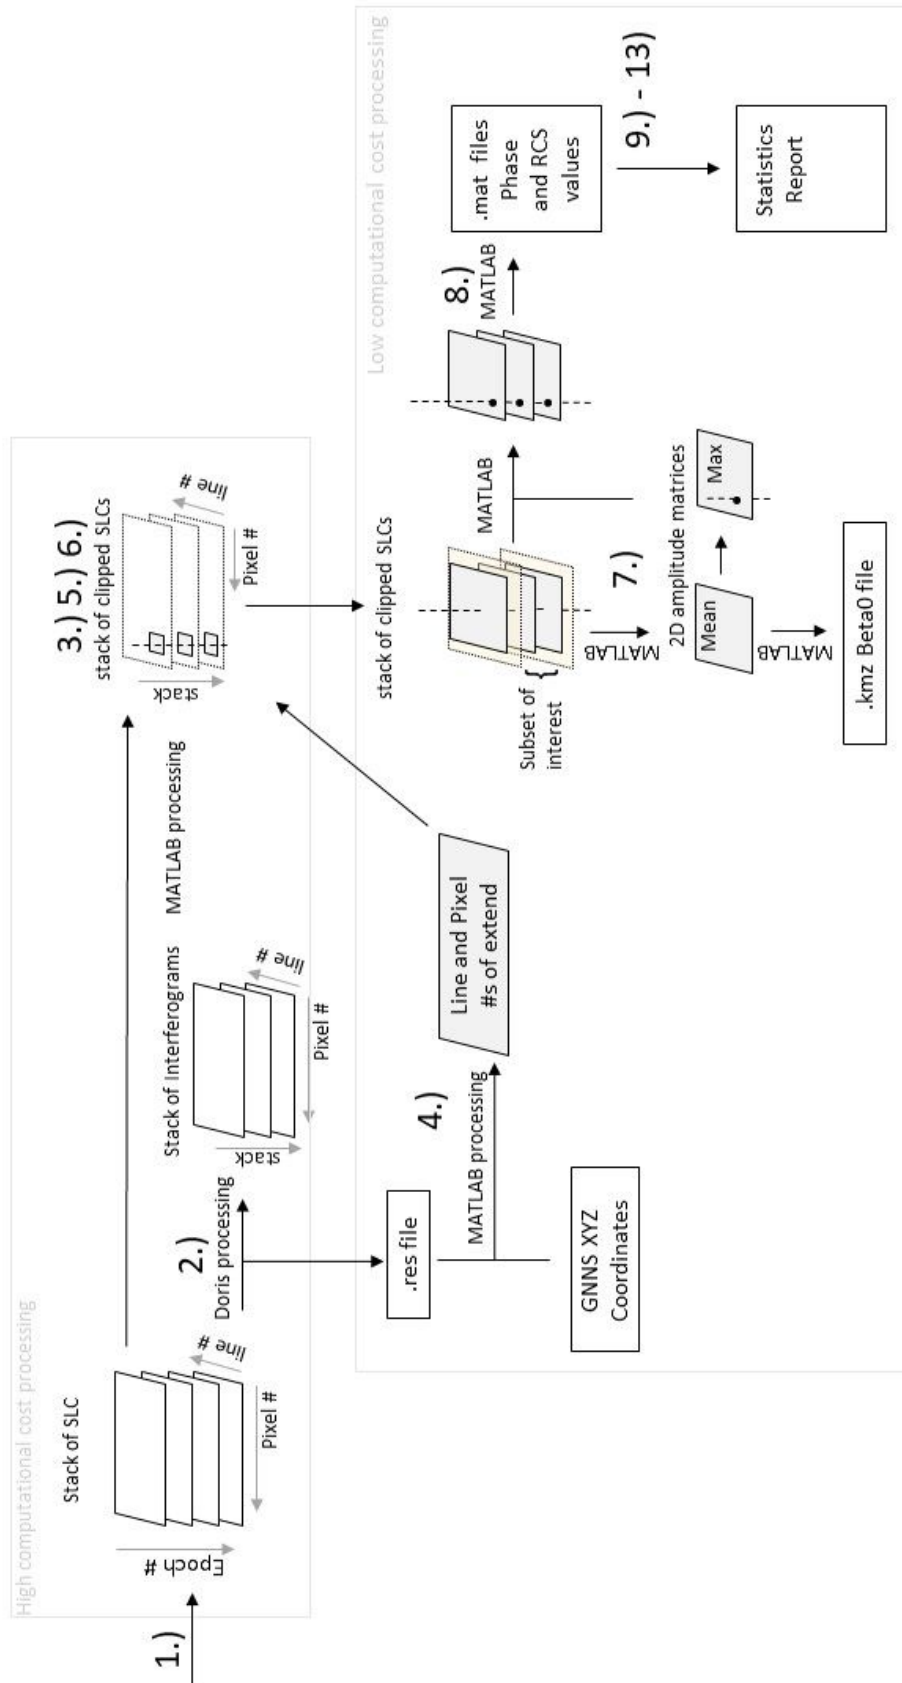 High computational cost processing
1.)
Epoch #
Stack of SLC
line #
Pixel #
2.)
Doris processing
Stack of Interferograms
stack
line #
Pixel #
MATLAB processing
3.) 5.) 6.)
stack of clipped SLCs
stack
line #
Pixel #
Low computational cost processing
.res file
GNNS XYZ
Coordinates
4.)
MATLAB processing
Line and Pixel
#s of extend
stack of clipped SLCs
Subset of
interest
{
MATLAB
7.)
MATLAB
2D amplitude matrices
Mean
Max
MATLAB
.kmz Beta0 file
8.)
MATLAB
.mat files
Phase
and RCS
values
9.) - 13)
Statistics
Report